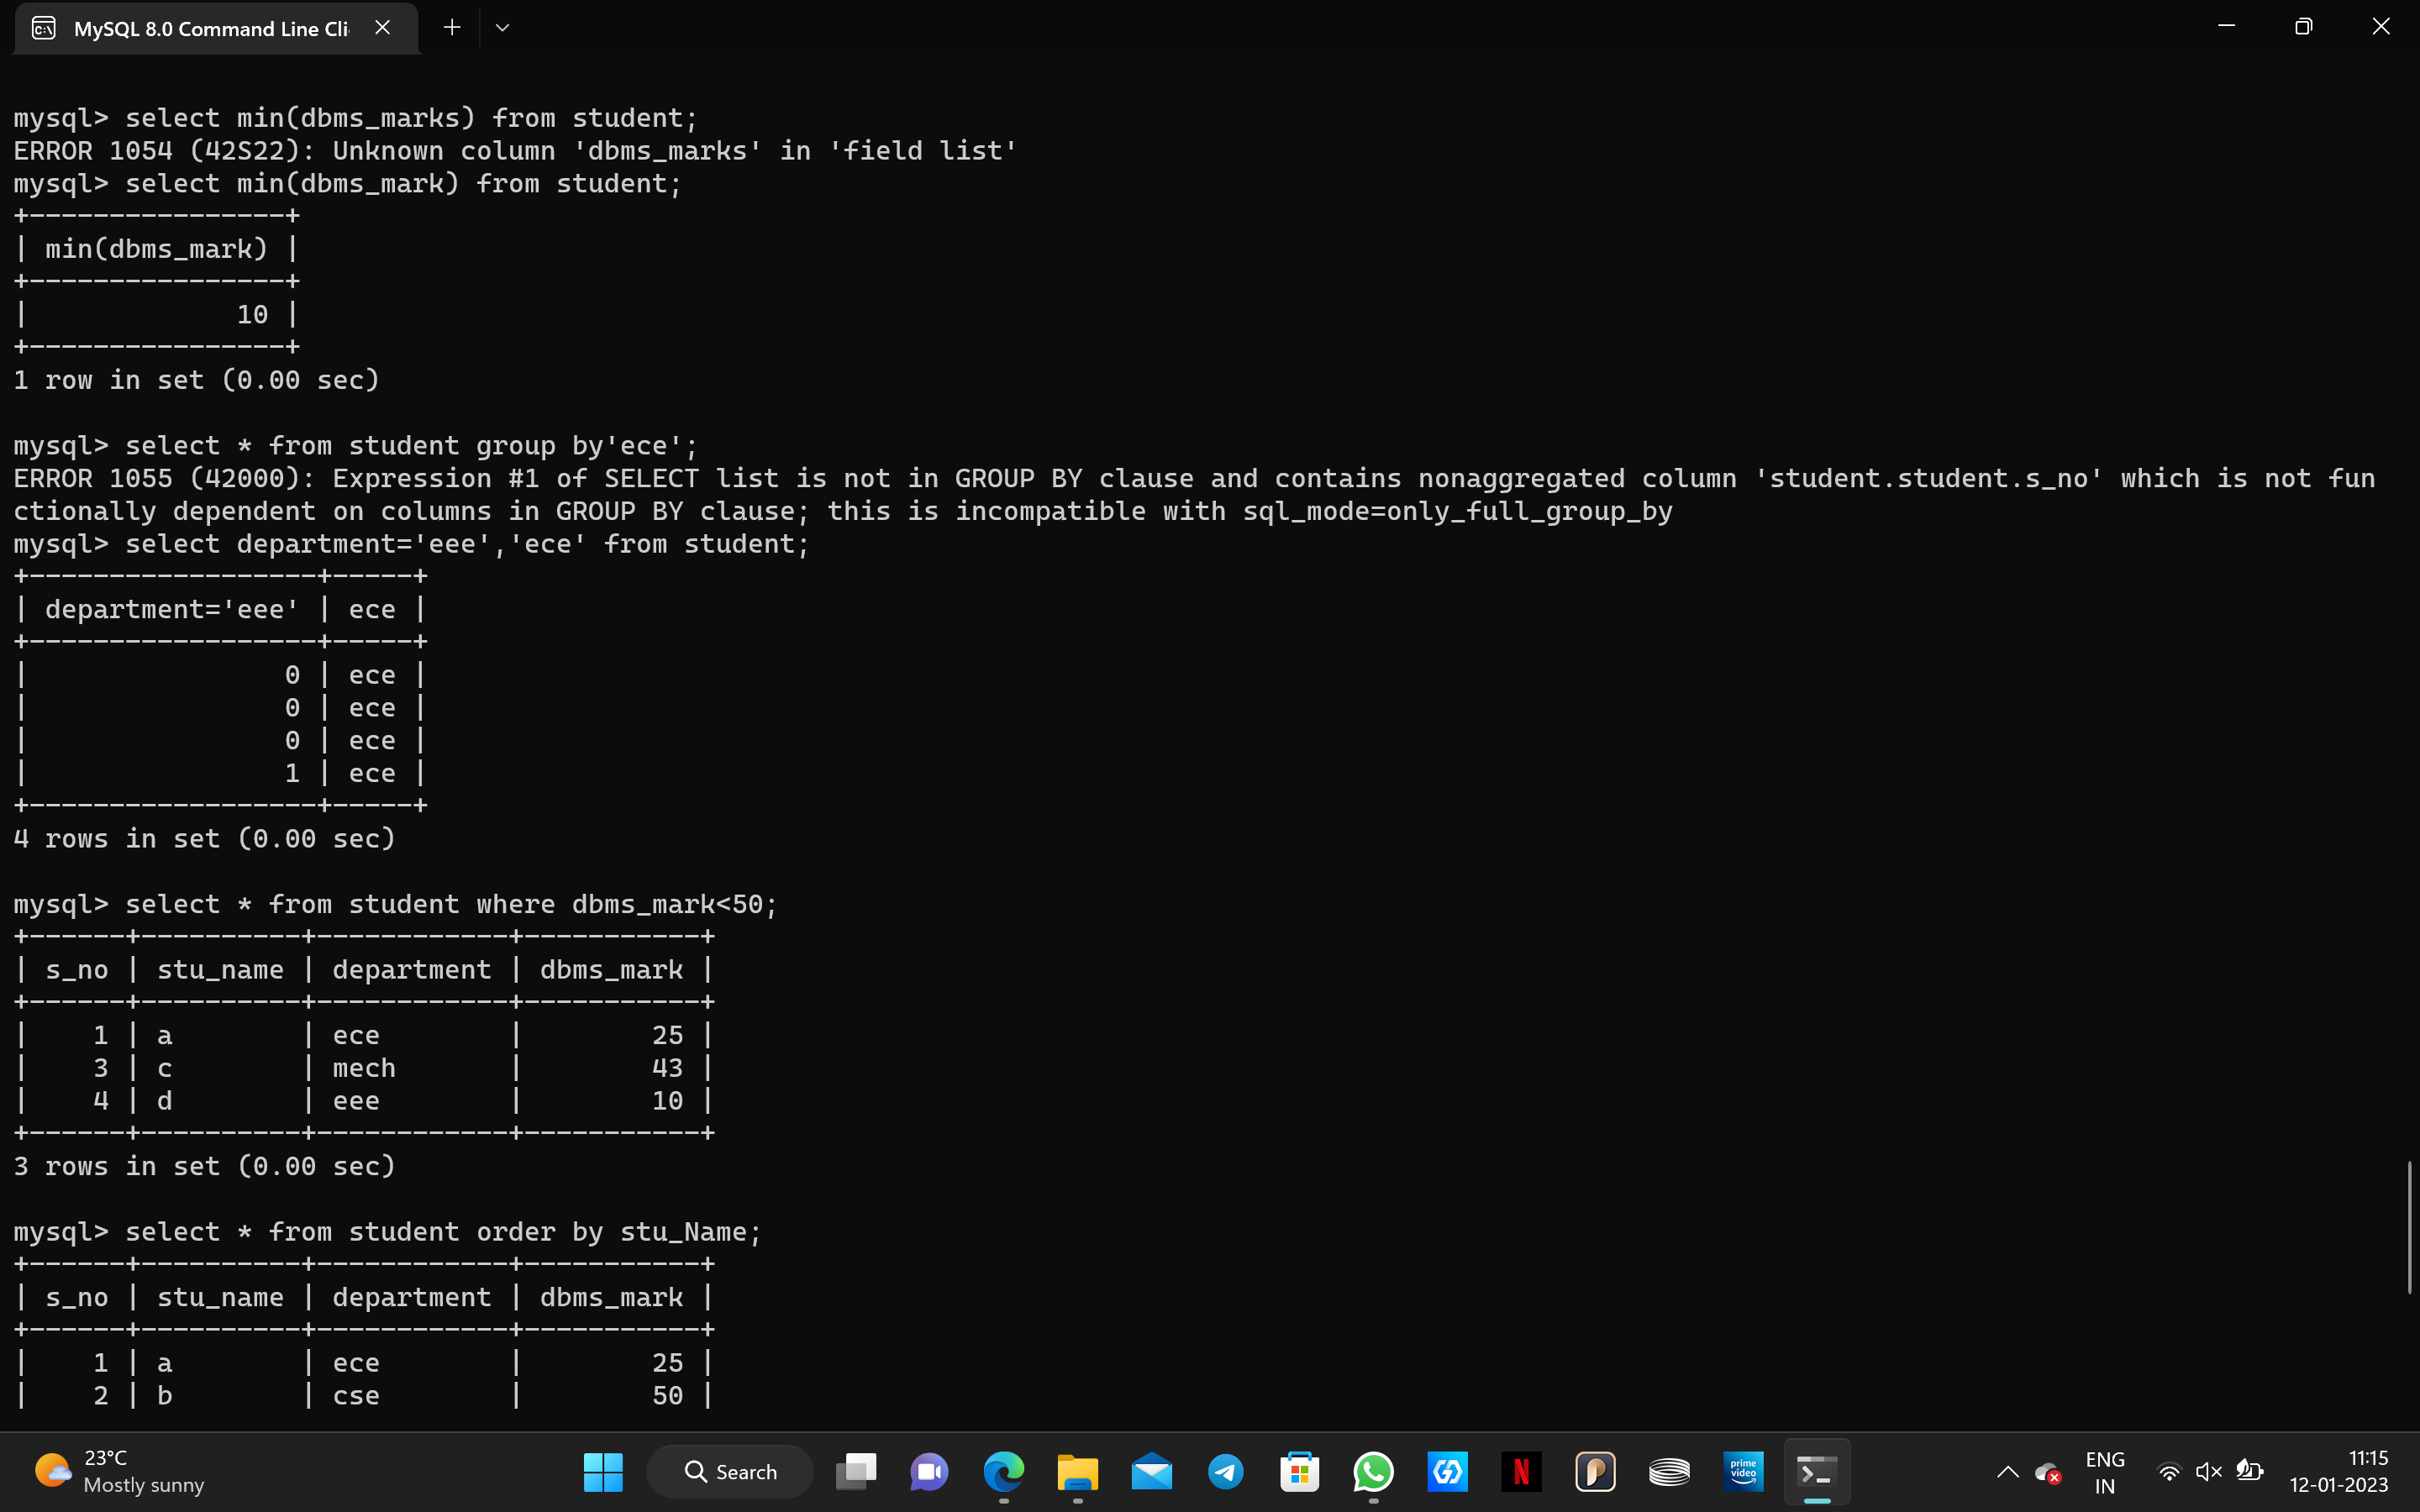 MySQL 8.0 Command Line Cli
mysql> select min(dbms_marks) from student;
ERROR 1054 (42S22): Unknown column 'dbms_marks' in 'field list'
mysql> select min(dbms_mark) from student;
+----------------+
| min(dbms_mark) |
+----------------+
|             10 |
+----------------+
1 row in set (0.00 sec)
mysql> select * from student group by'ece';
ERROR 1055 (42000): Expression #1 of SELECT list is not in GROUP BY clause and contains nonaggregated column 'student.student.s_no' which is not fun
ctionally dependent on columns in GROUP BY clause; this is incompatible with sql_mode=only_full_group_by
mysql> select department='eee','ece' from student;
+------------------+-----+
| department='eee' | ece |
+------------------+-----+
|                0 | ece |
|                0 | ece |
|                0 | ece |
|                1 | ece |
+------------------+-----+
4 rows in set (0.00 sec)
mysql> select * from student where dbms_mark<50;
+------+----------+------------+-----------+
| s_no | stu_name | department | dbms_mark |
+------+----------+------------+-----------+
|    1 | a        | ece        |        25 |
|    3 | c        | mech       |        43 |
|    4 | d        | eee        |        10 |
+------+----------+------------+-----------+
3 rows in set (0.00 sec)
mysql> select * from student order by stu_Name;
+------+----------+------------+-----------+
| s_no | stu_name | department | dbms_mark |
+------+----------+------------+-----------+
|    1 | a        | ece        |        25 |
|    2 | b        | cse        |        50 |
23°C
Mostly sunny
Search
prime video
ENG
IN
11:15
12-01-2023